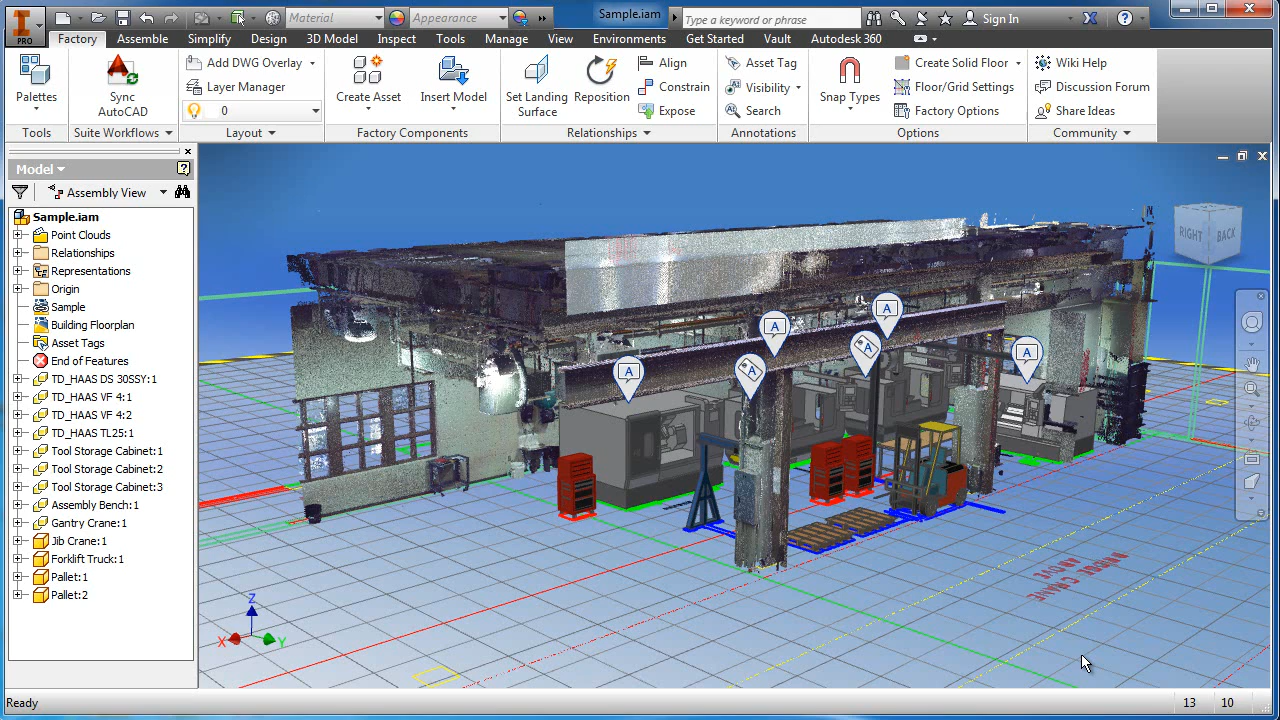 PRO
Material
Appearance
Sample.iam
Type a keyword or phrase
Sign In
Factory Assemble Simplify Design 3D Model Inspect Tools Manage View Environments Get Started Vault Autodesk 360
Palettes
Tools
Sync
AutoCAD
Suite Workflows
Add DWG Overlay
Layer Manager
0
Layout
Create Asset
Insert Model
Factory Components
Set Landing
Surface
Reposition
Align
Constrain
Expose
Relationships
Asset Tag
Visibility
Search
Annotations
Snap Types
Create Solid Floor
Floor/Grid Settings
Factory Options
Options
Wiki Help
Discussion Forum
Share Ideas
Community
Model
Assembly View
Sample.iam
Point Clouds
Relationships
Representations
Origin
Sample
Building Floorplan
Asset Tags
End of Features
TD_HAAS DS 30SSY:1
TD_HAAS VF 4:1
TD_HAAS VF 4:2
TD_HAAS TL25:1
Tool Storage Cabinet:1
Tool Storage Cabinet:2
Tool Storage Cabinet:3
Assembly Bench:1
Gantry Crane:1
Jib Crane:1
Forklift Truck:1
Pallet:1
Pallet:2
RIGHT BACK
A
A
A
A
A
A
UNDER CRANE
ABOVE
Z
X
Y
Ready
13 10